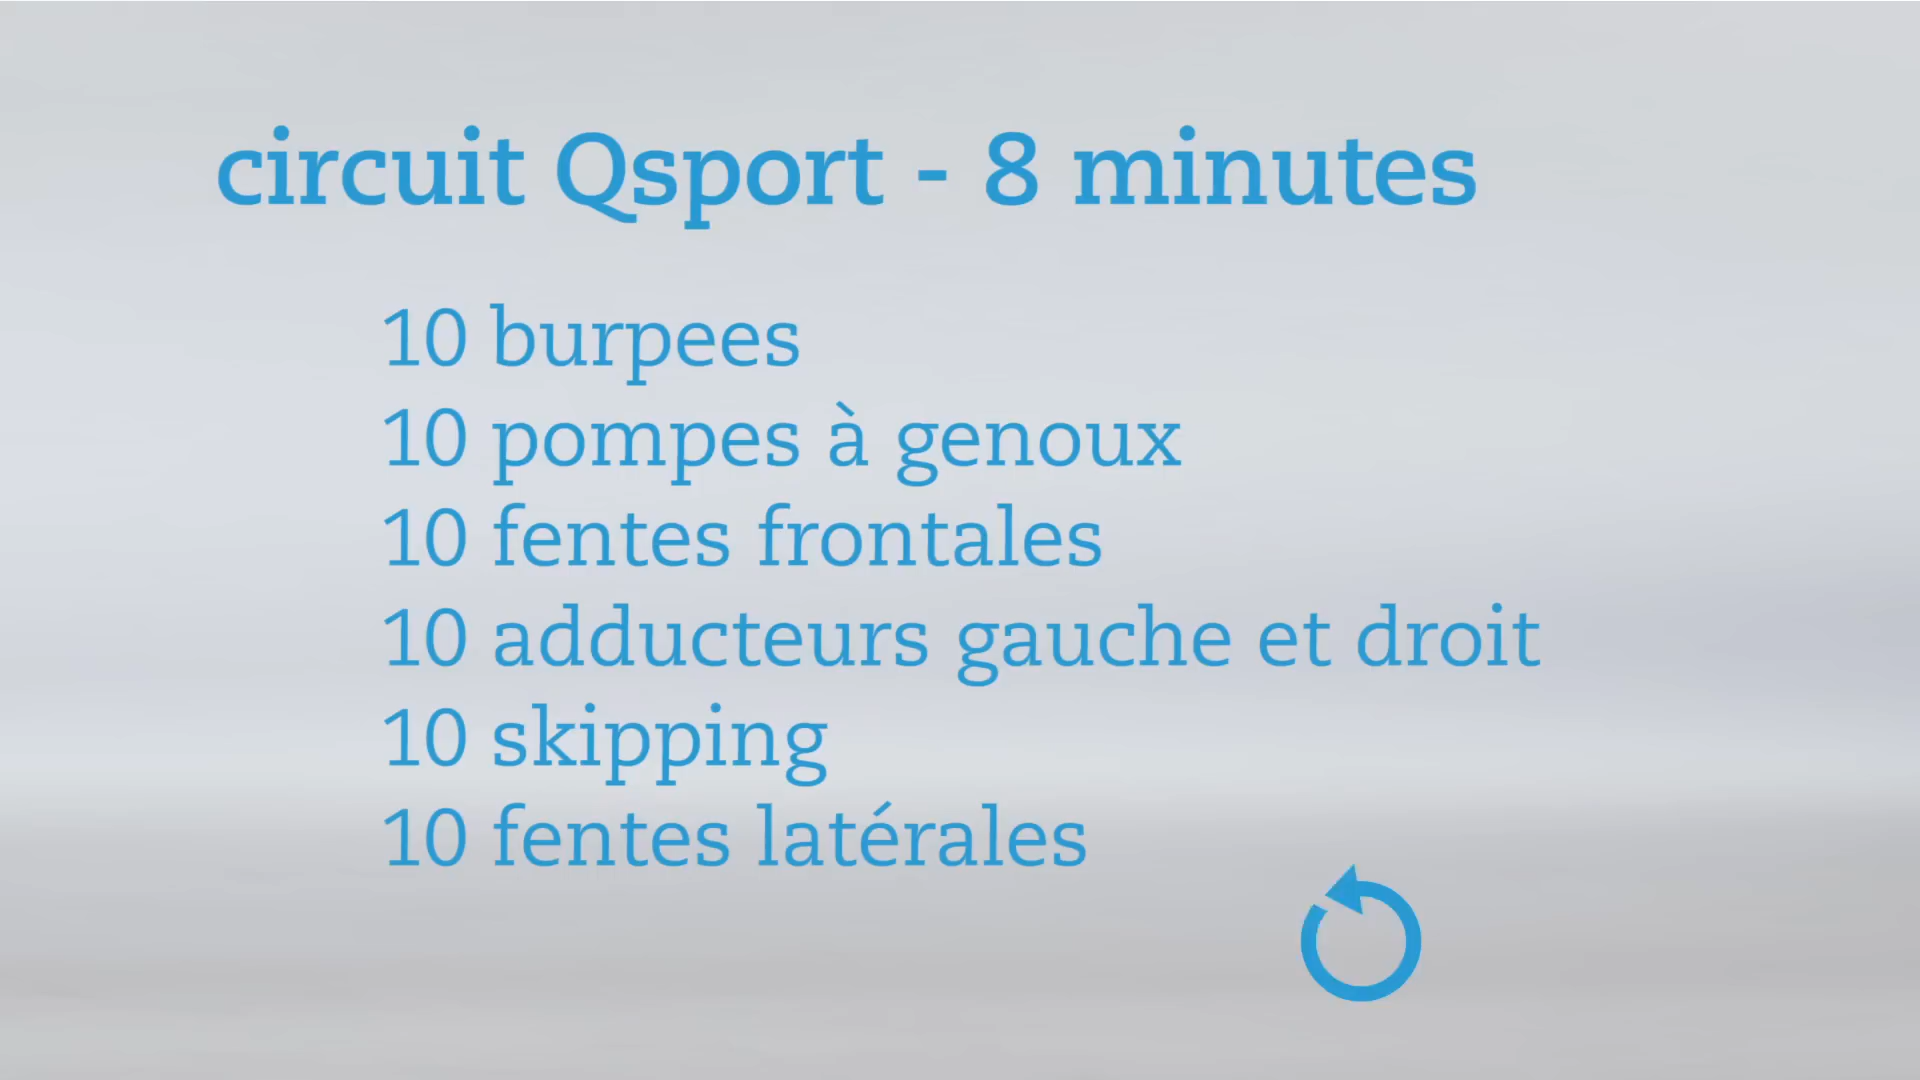 circuit Qsport - 8 minutes
10 burpees
10 pompes à genoux
10 fentes frontales
10 adducteurs gauche et droit
10 skipping
10 fentes latérales